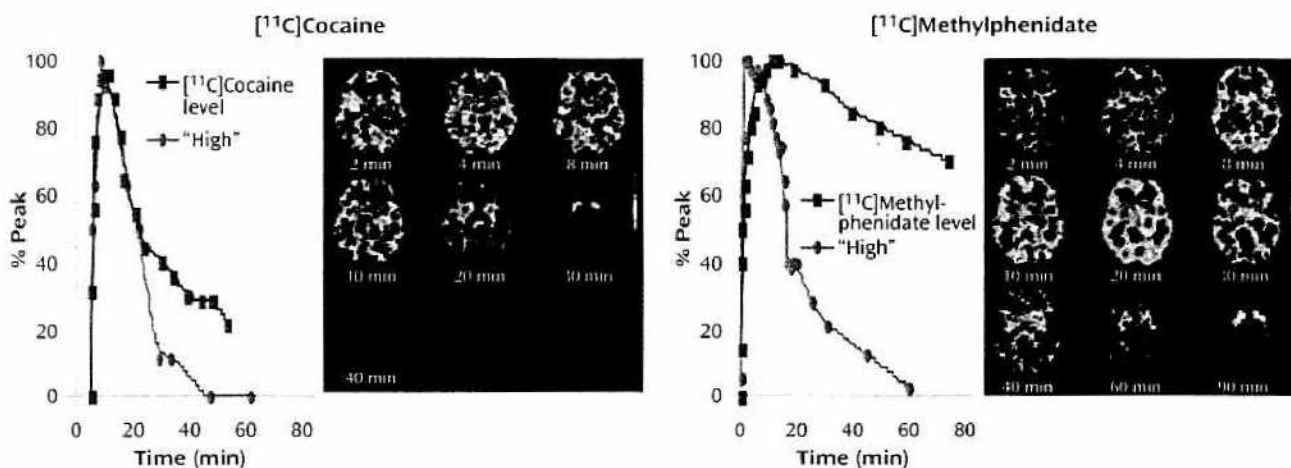 [¹¹C]Cocaine
% Peak
100
80
60
40
20
0
[¹¹C]Cocaine
level
"High"
0 20 40 60 80
Time (min)
2 min 4 min 8 min
10 min 20 min 30 min
40 min
[¹¹C]Methylphenidate
% Peak
100
80
60
40
20
0
[¹¹C]Methyl-
phenidate level
"High"
0 20 40 60 80
Time (min)
2 min 4 min 8 min
10 min 20 min 30 min
40 min 60 min 90 min